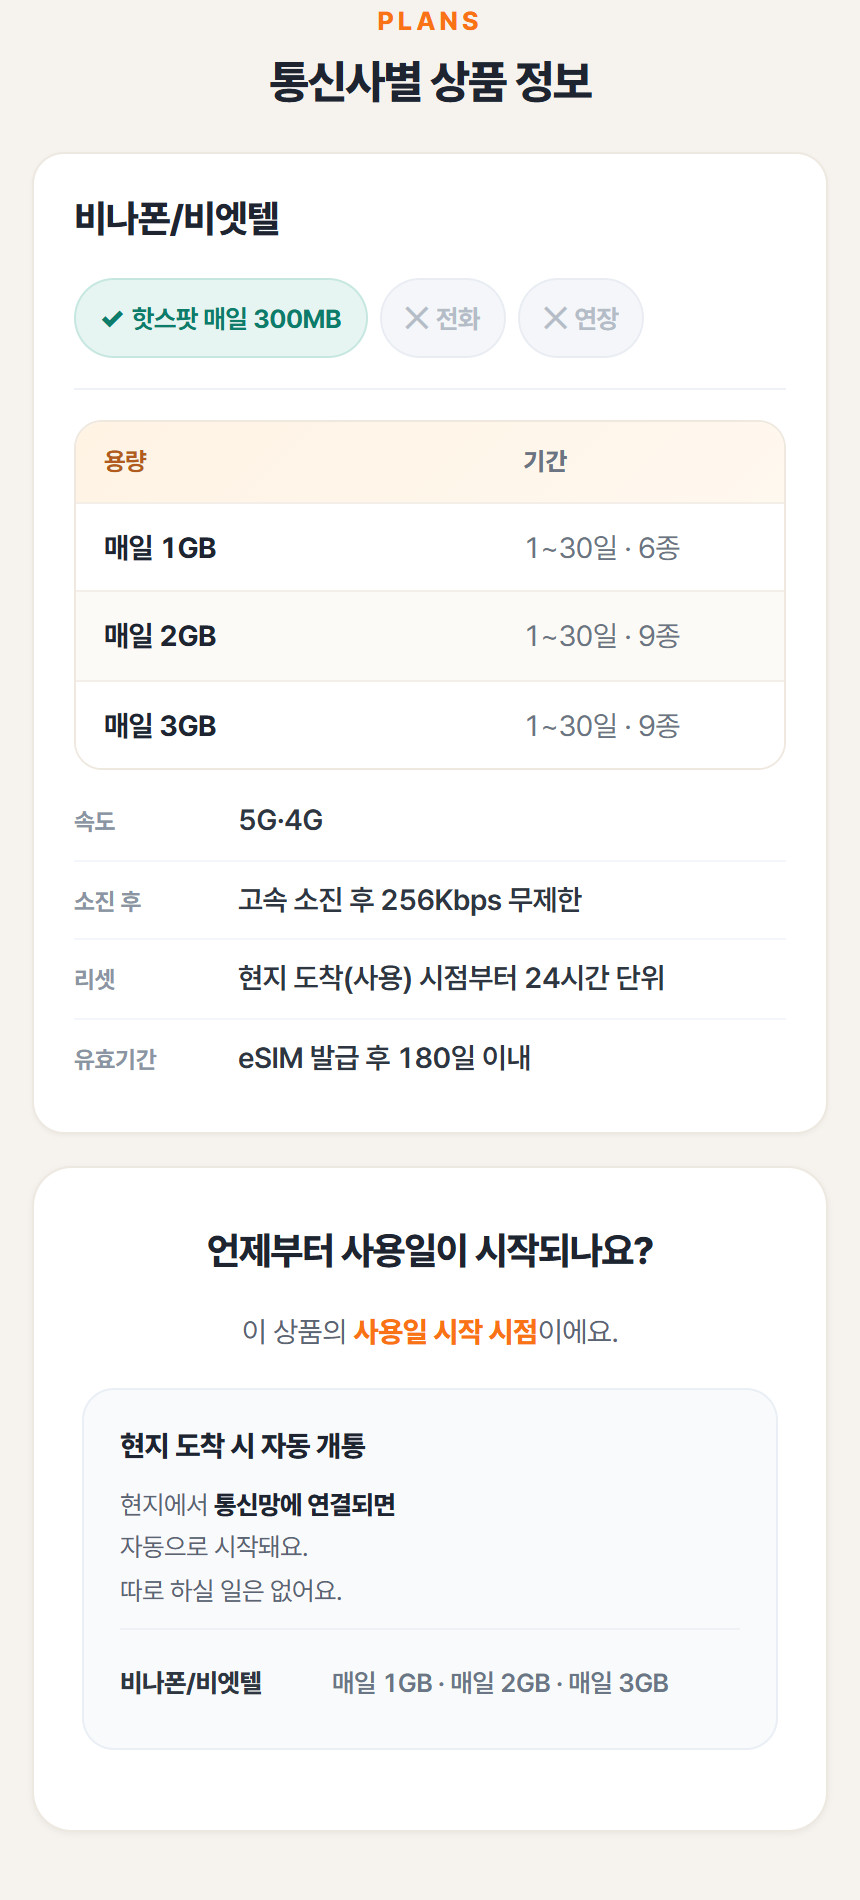 PLANS
통신사별 상품 정보
비나폰/비엣텔
✓ 핫스팟 매일 300MB
✕ 전화
✕ 연장
용량 기간
매일 1GB 1~30일 · 6종
매일 2GB 1~30일 · 9종
매일 3GB 1~30일 · 9종
속도 5G·4G
소진 후 고속 소진 후 256Kbps 무제한
리셋 현지 도착(사용) 시점부터 24시간 단위
유효기간 eSIM 발급 후 180일 이내
언제부터 사용일이 시작되나요?
이 상품의 사용일 시작 시점이에요.
현지 도착 시 자동 개통
현지에서 통신망에 연결되면
자동으로 시작돼요.
따로 하실 일은 없어요.
비나폰/비엣텔 매일 1GB · 매일 2GB · 매일 3GB